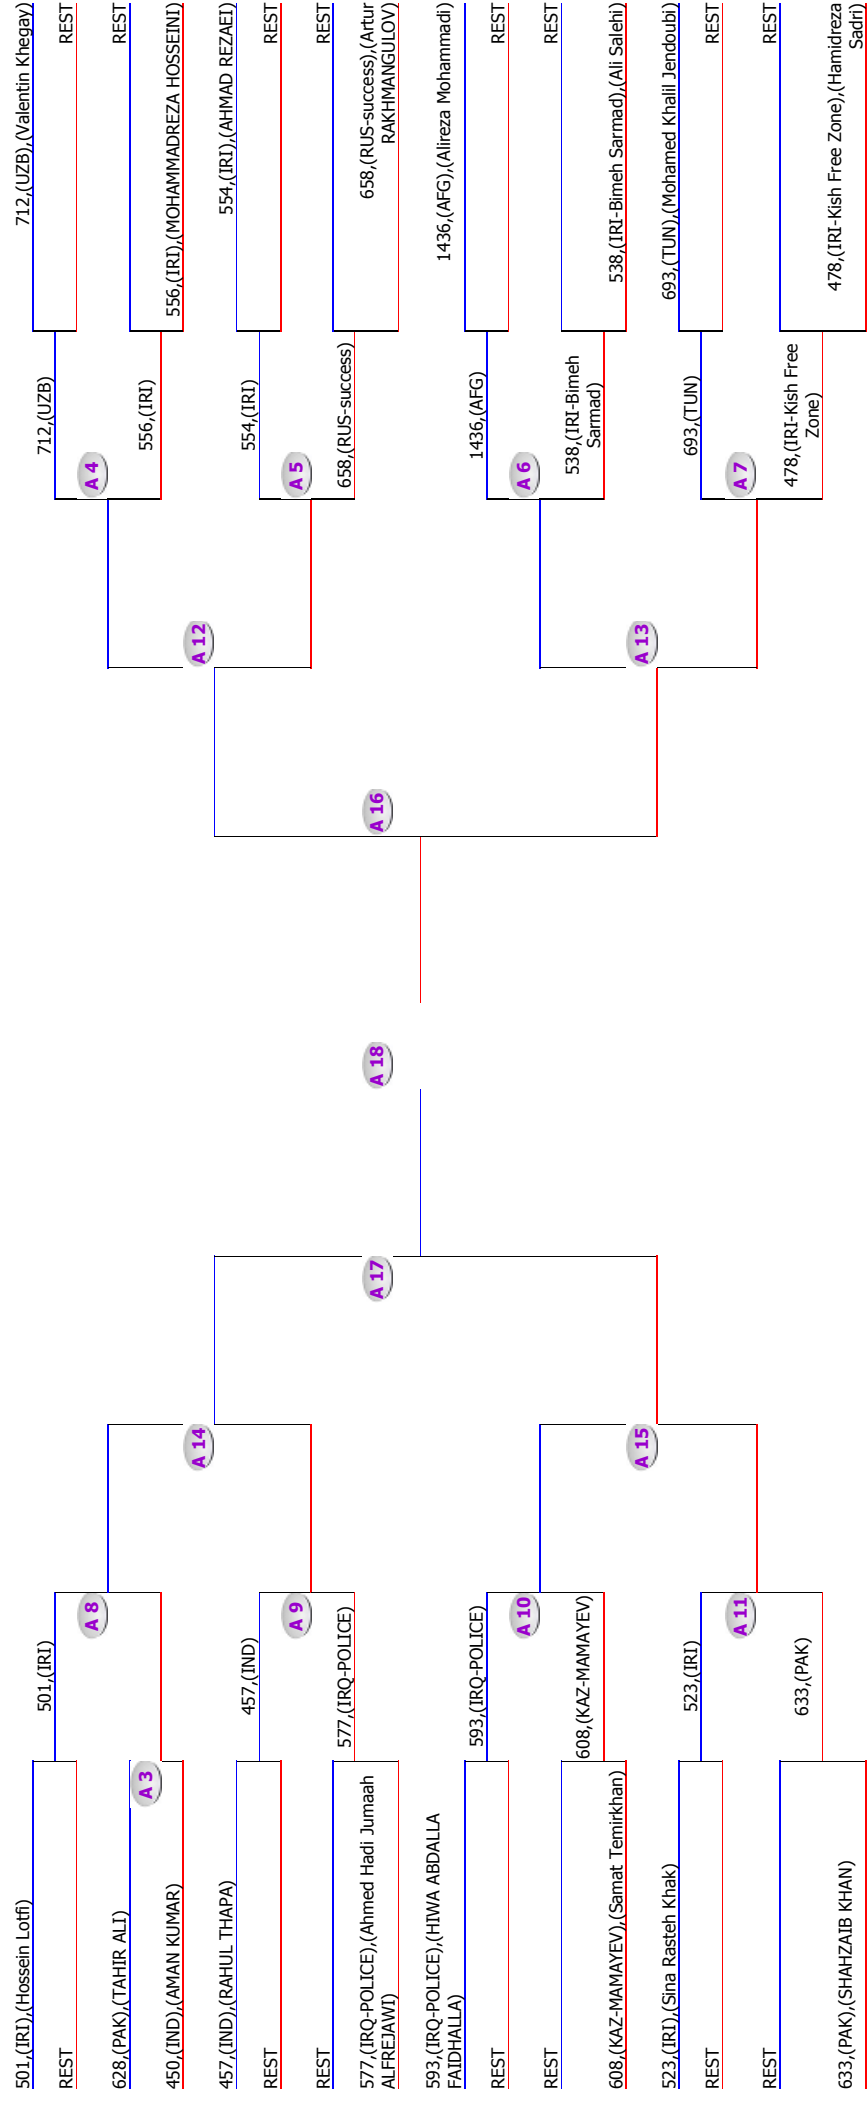 501,(IRI),(Hossein Lotfi)
REST
628,(PAK),(TAHIR ALI)
450,(IND),(AMAN KUMAR)
457,(IND),(RAHUL THAPA)
REST
REST
577,(IRQ-POLICE),(Ahmed Hadi Jumaah
ALFREJAWI)
593,(IRQ-POLICE),(HIWA ABDALLA
FAIDHALLA)
REST
REST
608,(KAZ-MAMAYEV),(Samat Temirkhan)
523,(IRI),(Sina Rasteh Khak)
REST
REST
633,(PAK),(SHAHZAIB KHAN)
A 3
501,(IRI)
457,(IND)
577,(IRQ-POLICE)
593,(IRQ-POLICE)
608,(KAZ-MAMAYEV)
523,(IRI)
633,(PAK)
A 8
A 9
A 10
A 11
A 14
A 15
A 17
A 18
A 16
A 12
A 13
A 4
A 5
A 6
A 7
712,(UZB)
556,(IRI)
554,(IRI)
658,(RUS-success)
1436,(AFG)
538,(IRI-Bimeh
Sarmad)
693,(TUN)
478,(IRI-Kish Free
Zone)
712,(UZB),(Valentin Khegay)
REST
REST
556,(IRI),(MOHAMMADREZA HOSSEINI)
554,(IRI),(AHMAD REZAEI)
REST
REST
658,(RUS-success),(Artur
RAKHMANGULOV)
1436,(AFG),(Alireza Mohammadi)
REST
REST
538,(IRI-Bimeh Sarmad),(Ali Salehi)
693,(TUN),(Mohamed Khalil Jendoubi)
REST
REST
478,(IRI-Kish Free Zone),(Hamidreza
Sadri)